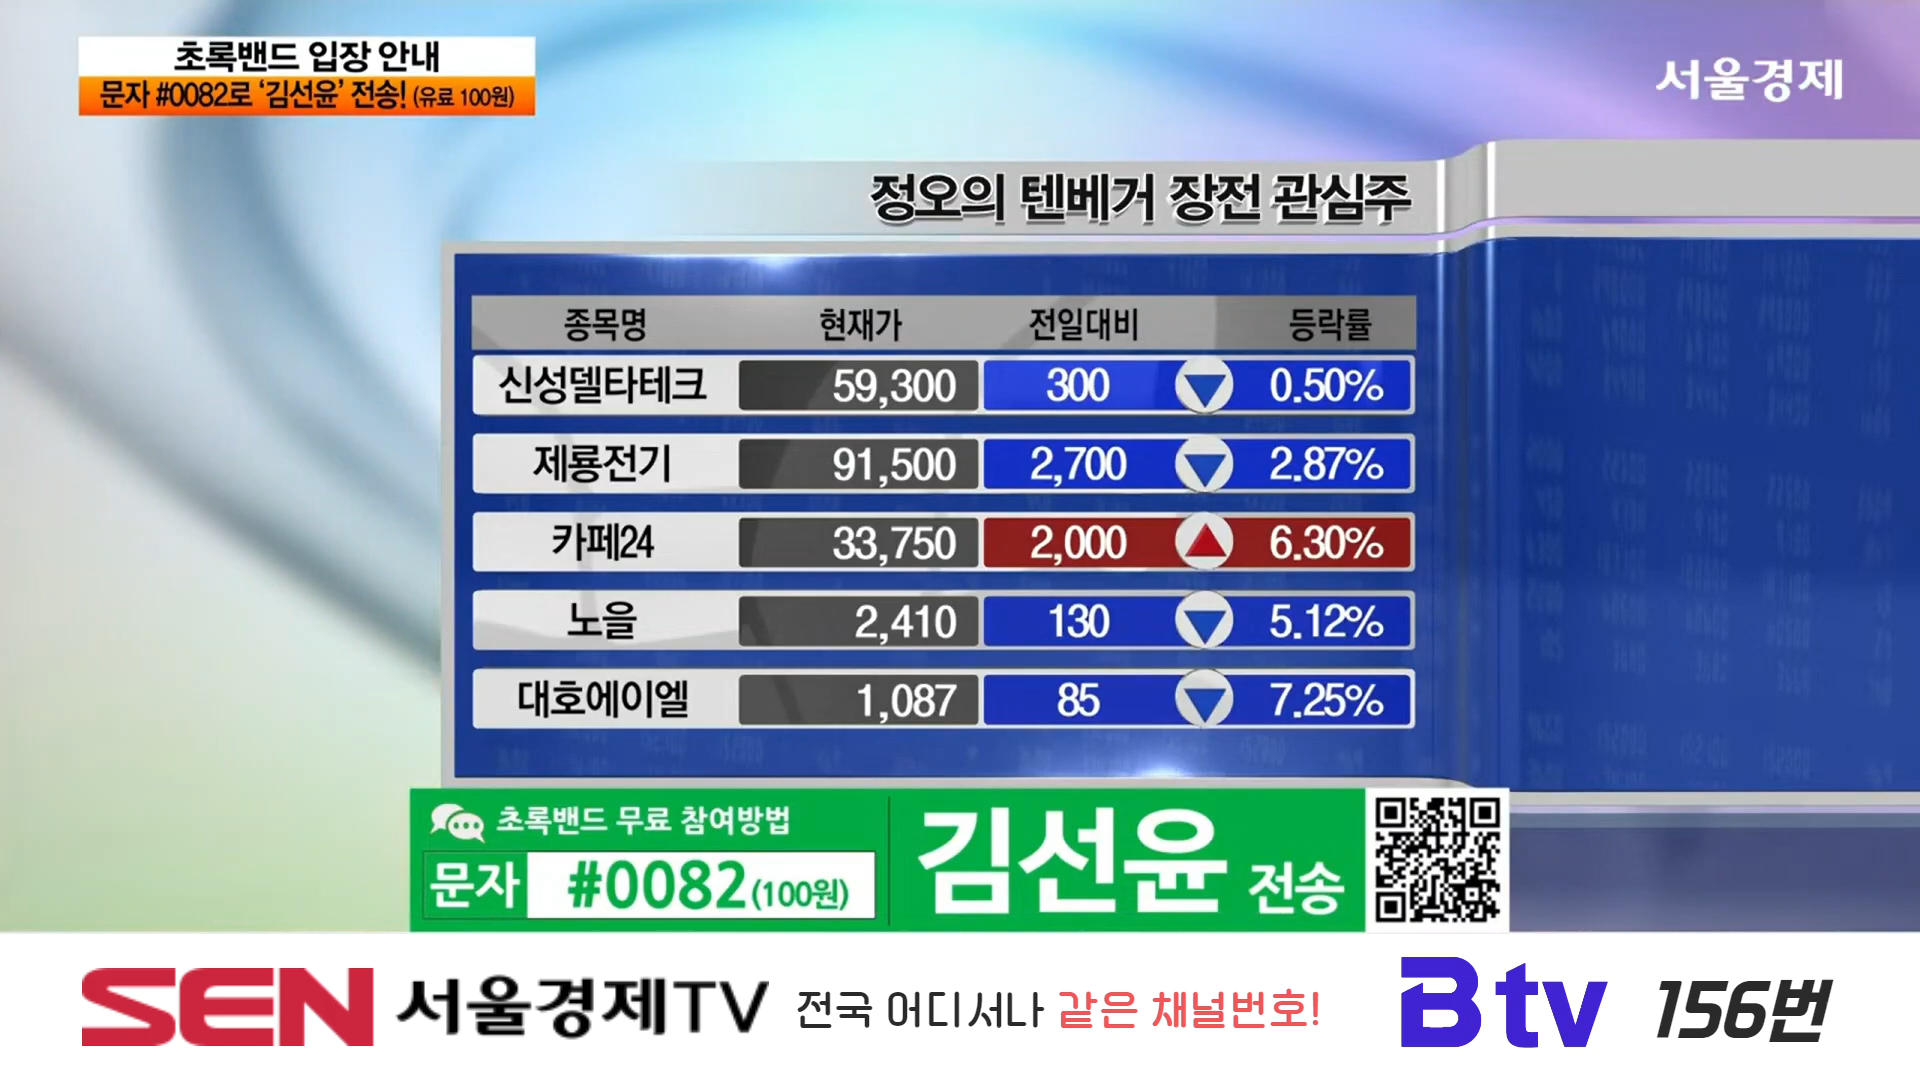 초록밴드 입장 안내
문자 #0082로 '김선윤' 전송! (유료 100원)
서울경제
정오의 텐베거 장전 관심주
종목명 현재가 전일대비 등락률
신성델타테크 59,300 300 ▼ 0.50%
제룡전기 91,500 2,700 ▼ 2.87%
카페24 33,750 2,000 ▲ 6.30%
노을 2,410 130 ▼ 5.12%
대호에이엘 1,087 85 ▼ 7.25%
초록밴드 무료 참여방법
문자 #0082(100원)
김선윤 전송
SEN 서울경제TV 전국 어디서나 같은 채널번호! Btv 156번